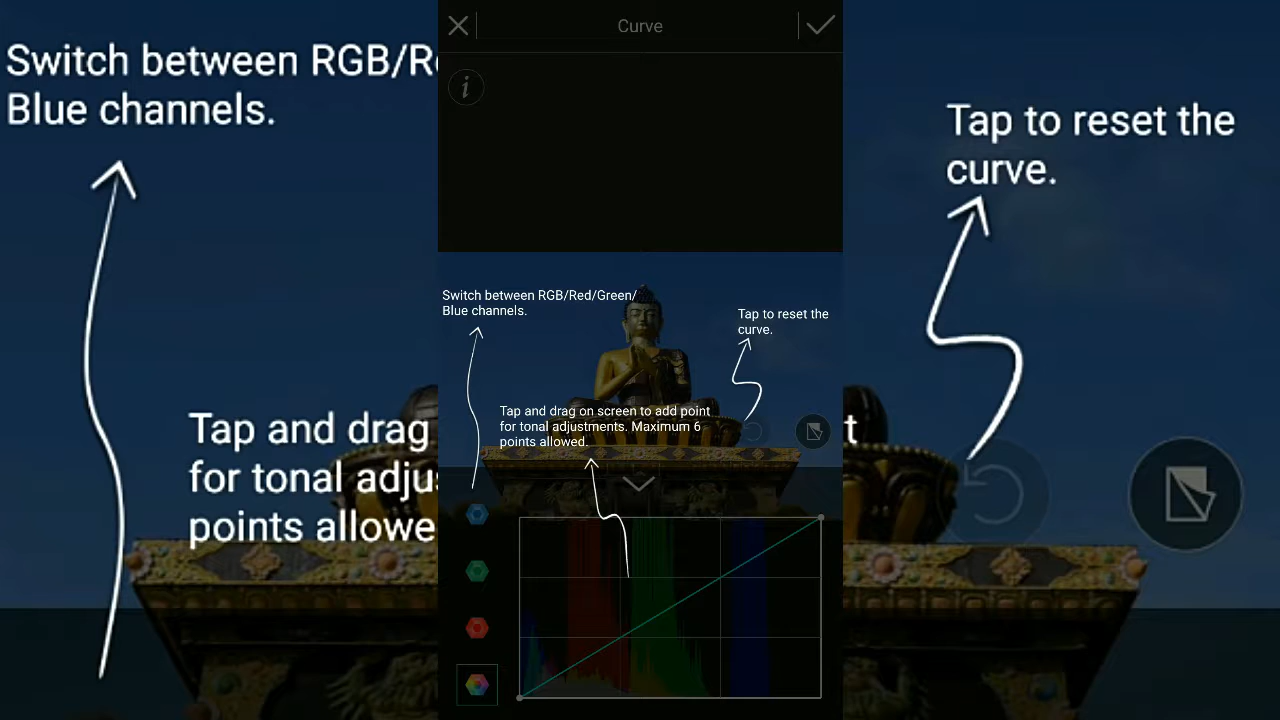 Curve
i
Switch between RGB/Red/Green/
Blue channels.
Tap to reset the
curve.
Tap and drag on screen to add point
for tonal adjustments. Maximum 6
points allowed.
Switch between RGB/R
Blue channels.
Tap to reset the
curve.
Tap and drag
t
for tonal adju
points allowe